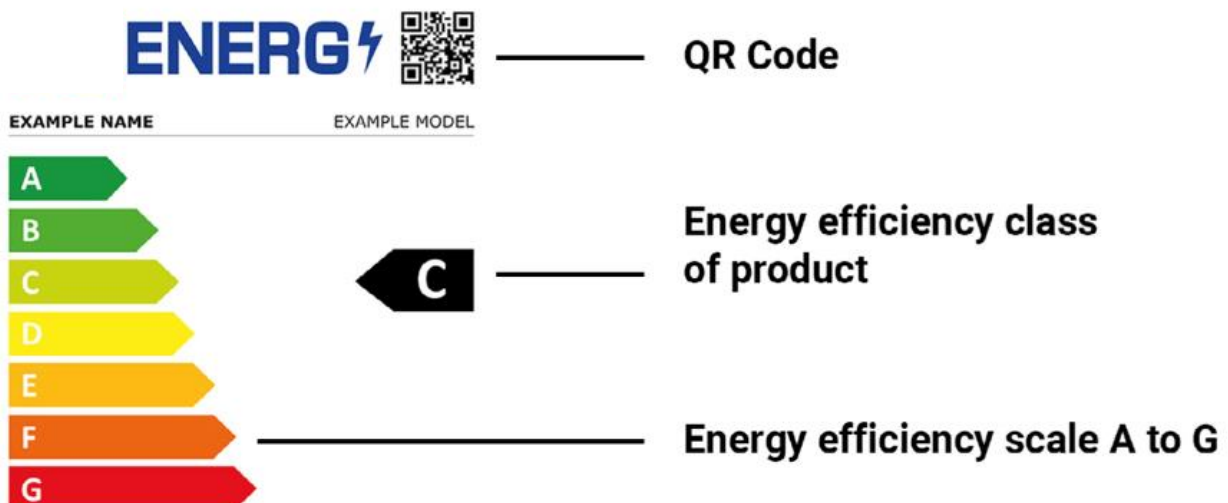 ENERG
QR Code
EXAMPLE NAME EXAMPLE MODEL
A
B
Energy efficiency class
of product
C
C
D
E
F
Energy efficiency scale A to G
G